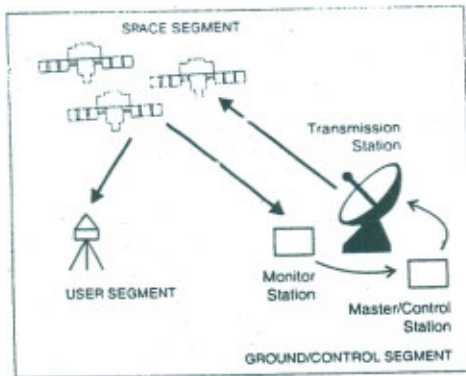 SPACE SEGMENT
Transmission
Station
USER SEGMENT
Monitor
Station
Master/Control
Station
GROUND/CONTROL SEGMENT